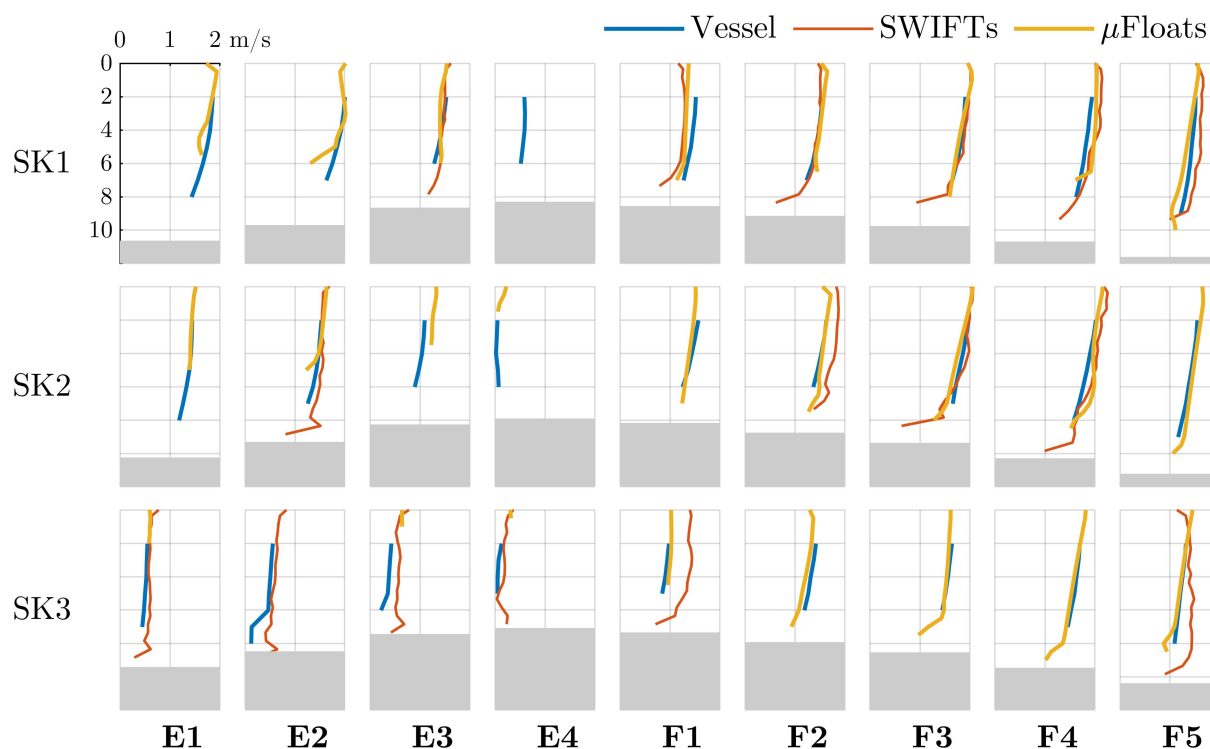 Vessel SWIFTs μFloats
0 1 2 m/s
0
2
4
SK1
6
8
10
SK2
SK3
E1 E2 E3 E4 F1 F2 F3 F4 F5